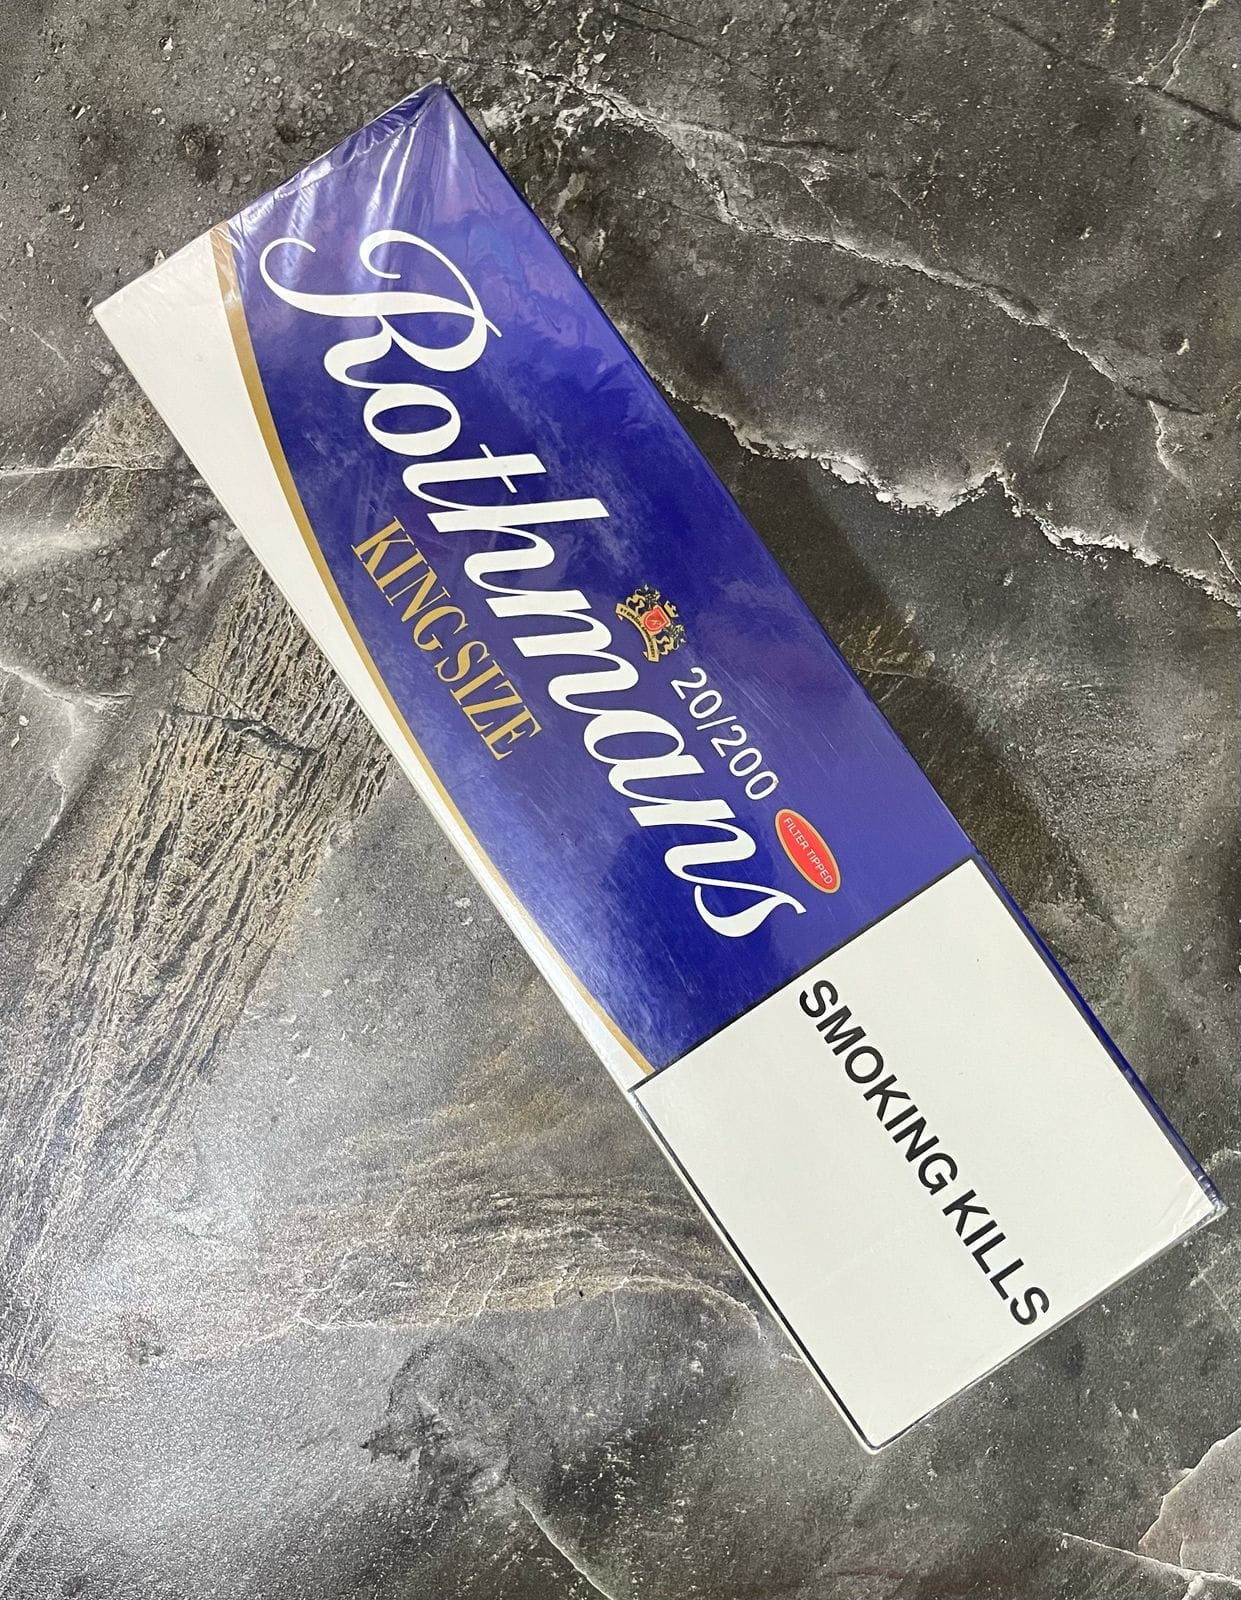 Rothmans
KING SIZE
20/200
FILTER TIPPED
SMOKING KILLS